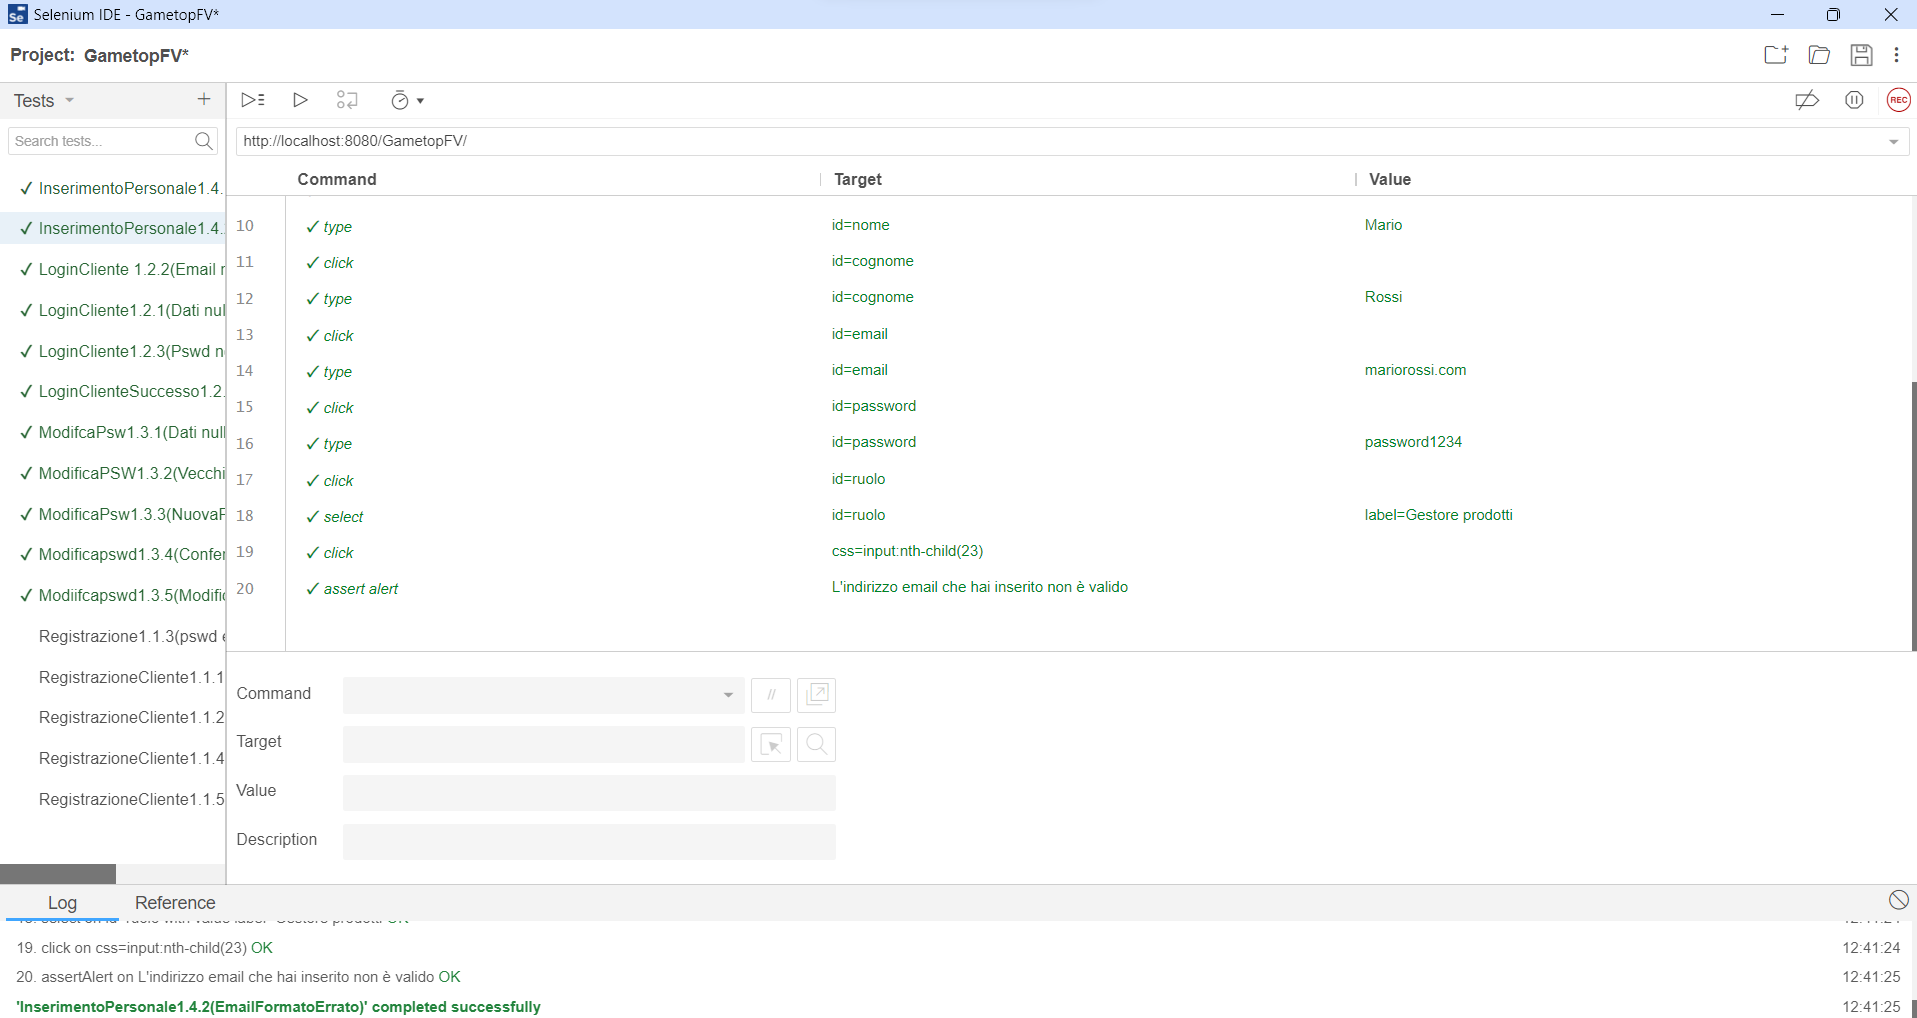 Selenium IDE - GametopFV*
Project: GametopFV*
Tests
Search tests...
http://localhost:8080/GametopFV/
Command Target Value
InserimentoPersonale1.4.
InserimentoPersonale1.4.
LoginCliente 1.2.2(Email
LoginCliente1.2.1(Dati nul
LoginCliente1.2.3(Pswd n
LoginClienteSuccesso1.2.
ModifcaPsw1.3.1(Dati null
ModificaPSW1.3.2(Vecchi
ModificaPsw1.3.3(NuovaP
Modificapswd1.3.4(Confer
Modiifcapswd1.3.5(Modific
Registrazione1.1.3(pswd
RegistrazioneCliente1.1.1
RegistrazioneCliente1.1.2
RegistrazioneCliente1.1.4
RegistrazioneCliente1.1.5
10 ✓ type id=nome Mario
11 ✓ click id=cognome
12 ✓ type id=cognome Rossi
13 ✓ click id=email
14 ✓ type id=email mariorossi.com
15 ✓ click id=password
16 ✓ type id=password password1234
17 ✓ click id=ruolo
18 ✓ select id=ruolo label=Gestore prodotti
19 ✓ click css=input:nth-child(23)
20 ✓ assert alert L'indirizzo email che hai inserito non è valido
REC
Command //
Target
Value
Description
Log Reference
19. click on css=input:nth-child(23) OK 12:41:24
20. assertAlert on L'indirizzo email che hai inserito non è valido OK 12:41:25
'InserimentoPersonale1.4.2(EmailFormatoErrato)' completed successfully 12:41:25